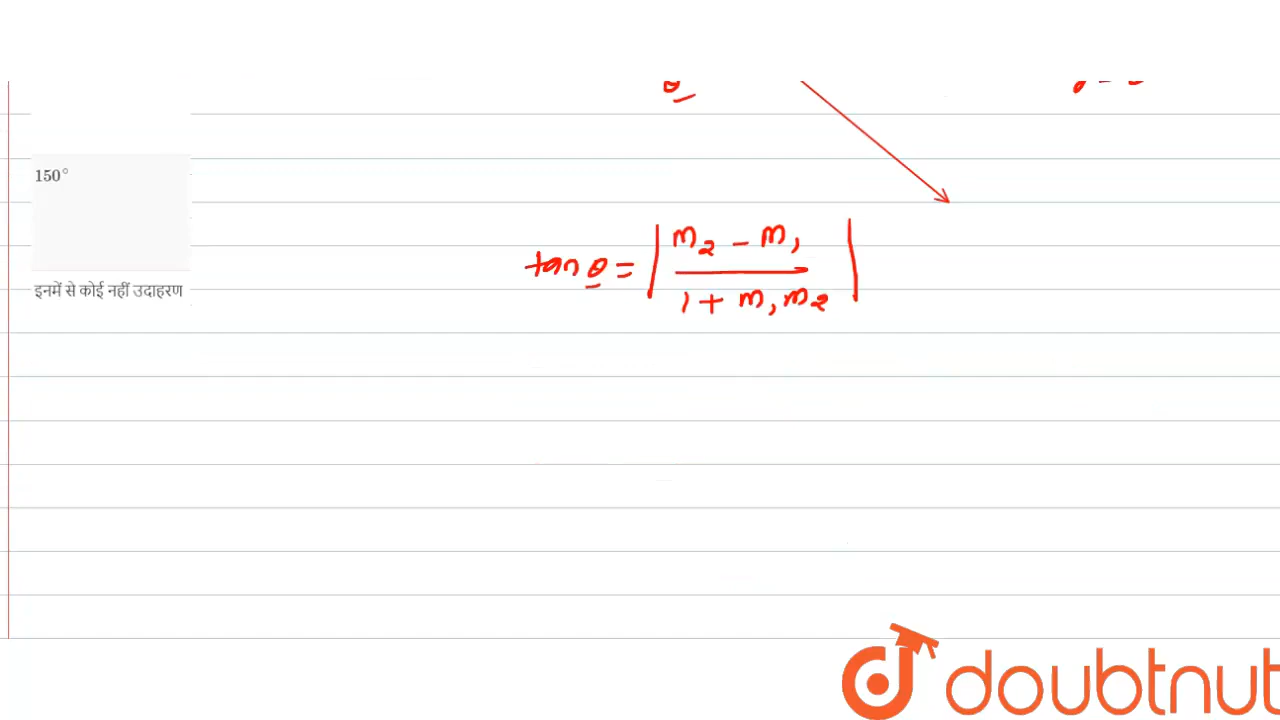 θ
150°
tan θ = | m₂ - m₁ / 1 + m₁m₂ |
इनमें से कोई नहीं उदाहरण
doubtnut